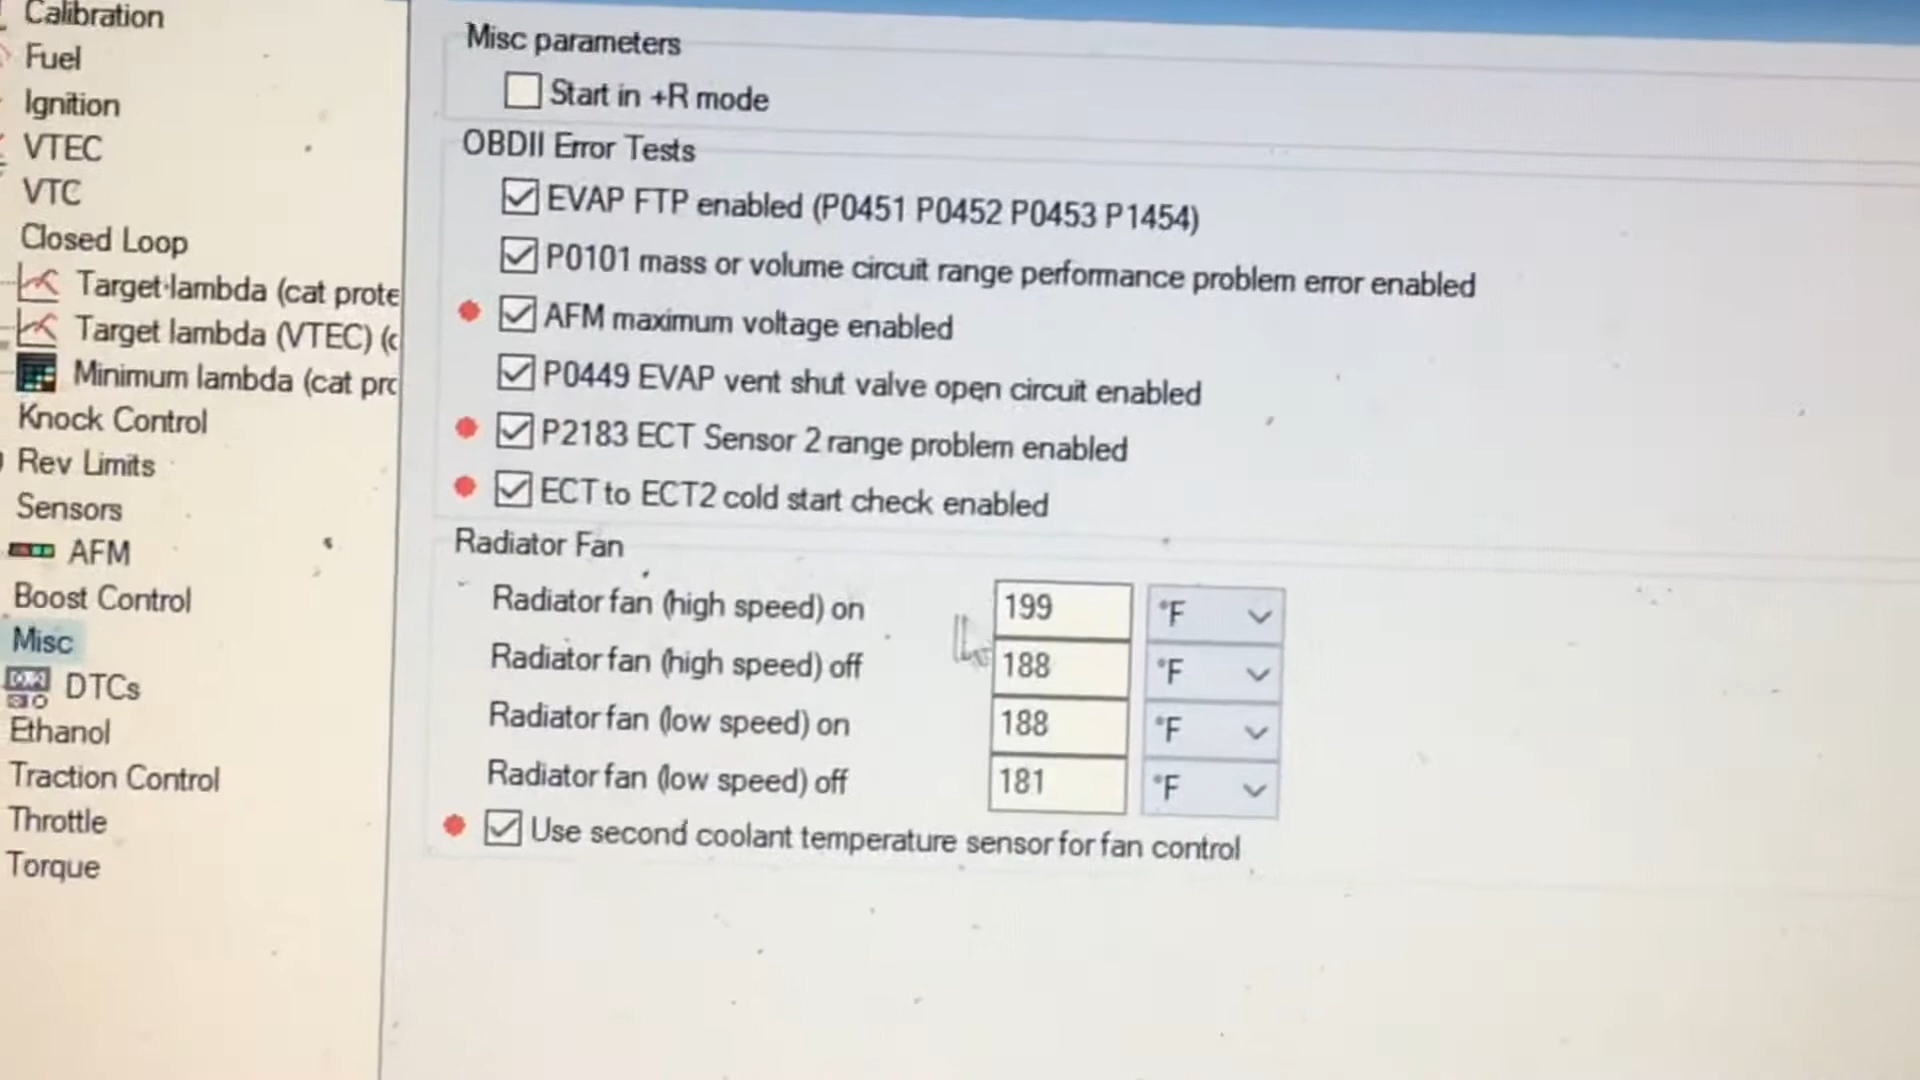 Calibration
Fuel
Ignition
VTEC
VTC
Closed Loop
Target lambda (cat prote
Target lambda (VTEC) (c
Minimum lambda (cat pro
Knock Control
Rev Limits
Sensors
AFM
Boost Control
Misc
DTCs
Ethanol
Traction Control
Throttle
Torque
Misc parameters
Start in +R mode
OBDII Error Tests
EVAP FTP enabled (P0451 P0452 P0453 P1454)
P0101 mass or volume circuit range performance problem error enabled
AFM maximum voltage enabled
P0449 EVAP vent shut valve open circuit enabled
P2183 ECT Sensor 2 range problem enabled
ECT to ECT2 cold start check enabled
Radiator Fan
Radiator fan (high speed) on 199 °F
Radiator fan (high speed) off 188 °F
Radiator fan (low speed) on 188 °F
Radiator fan (low speed) off 181 °F
Use second coolant temperature sensor for fan control